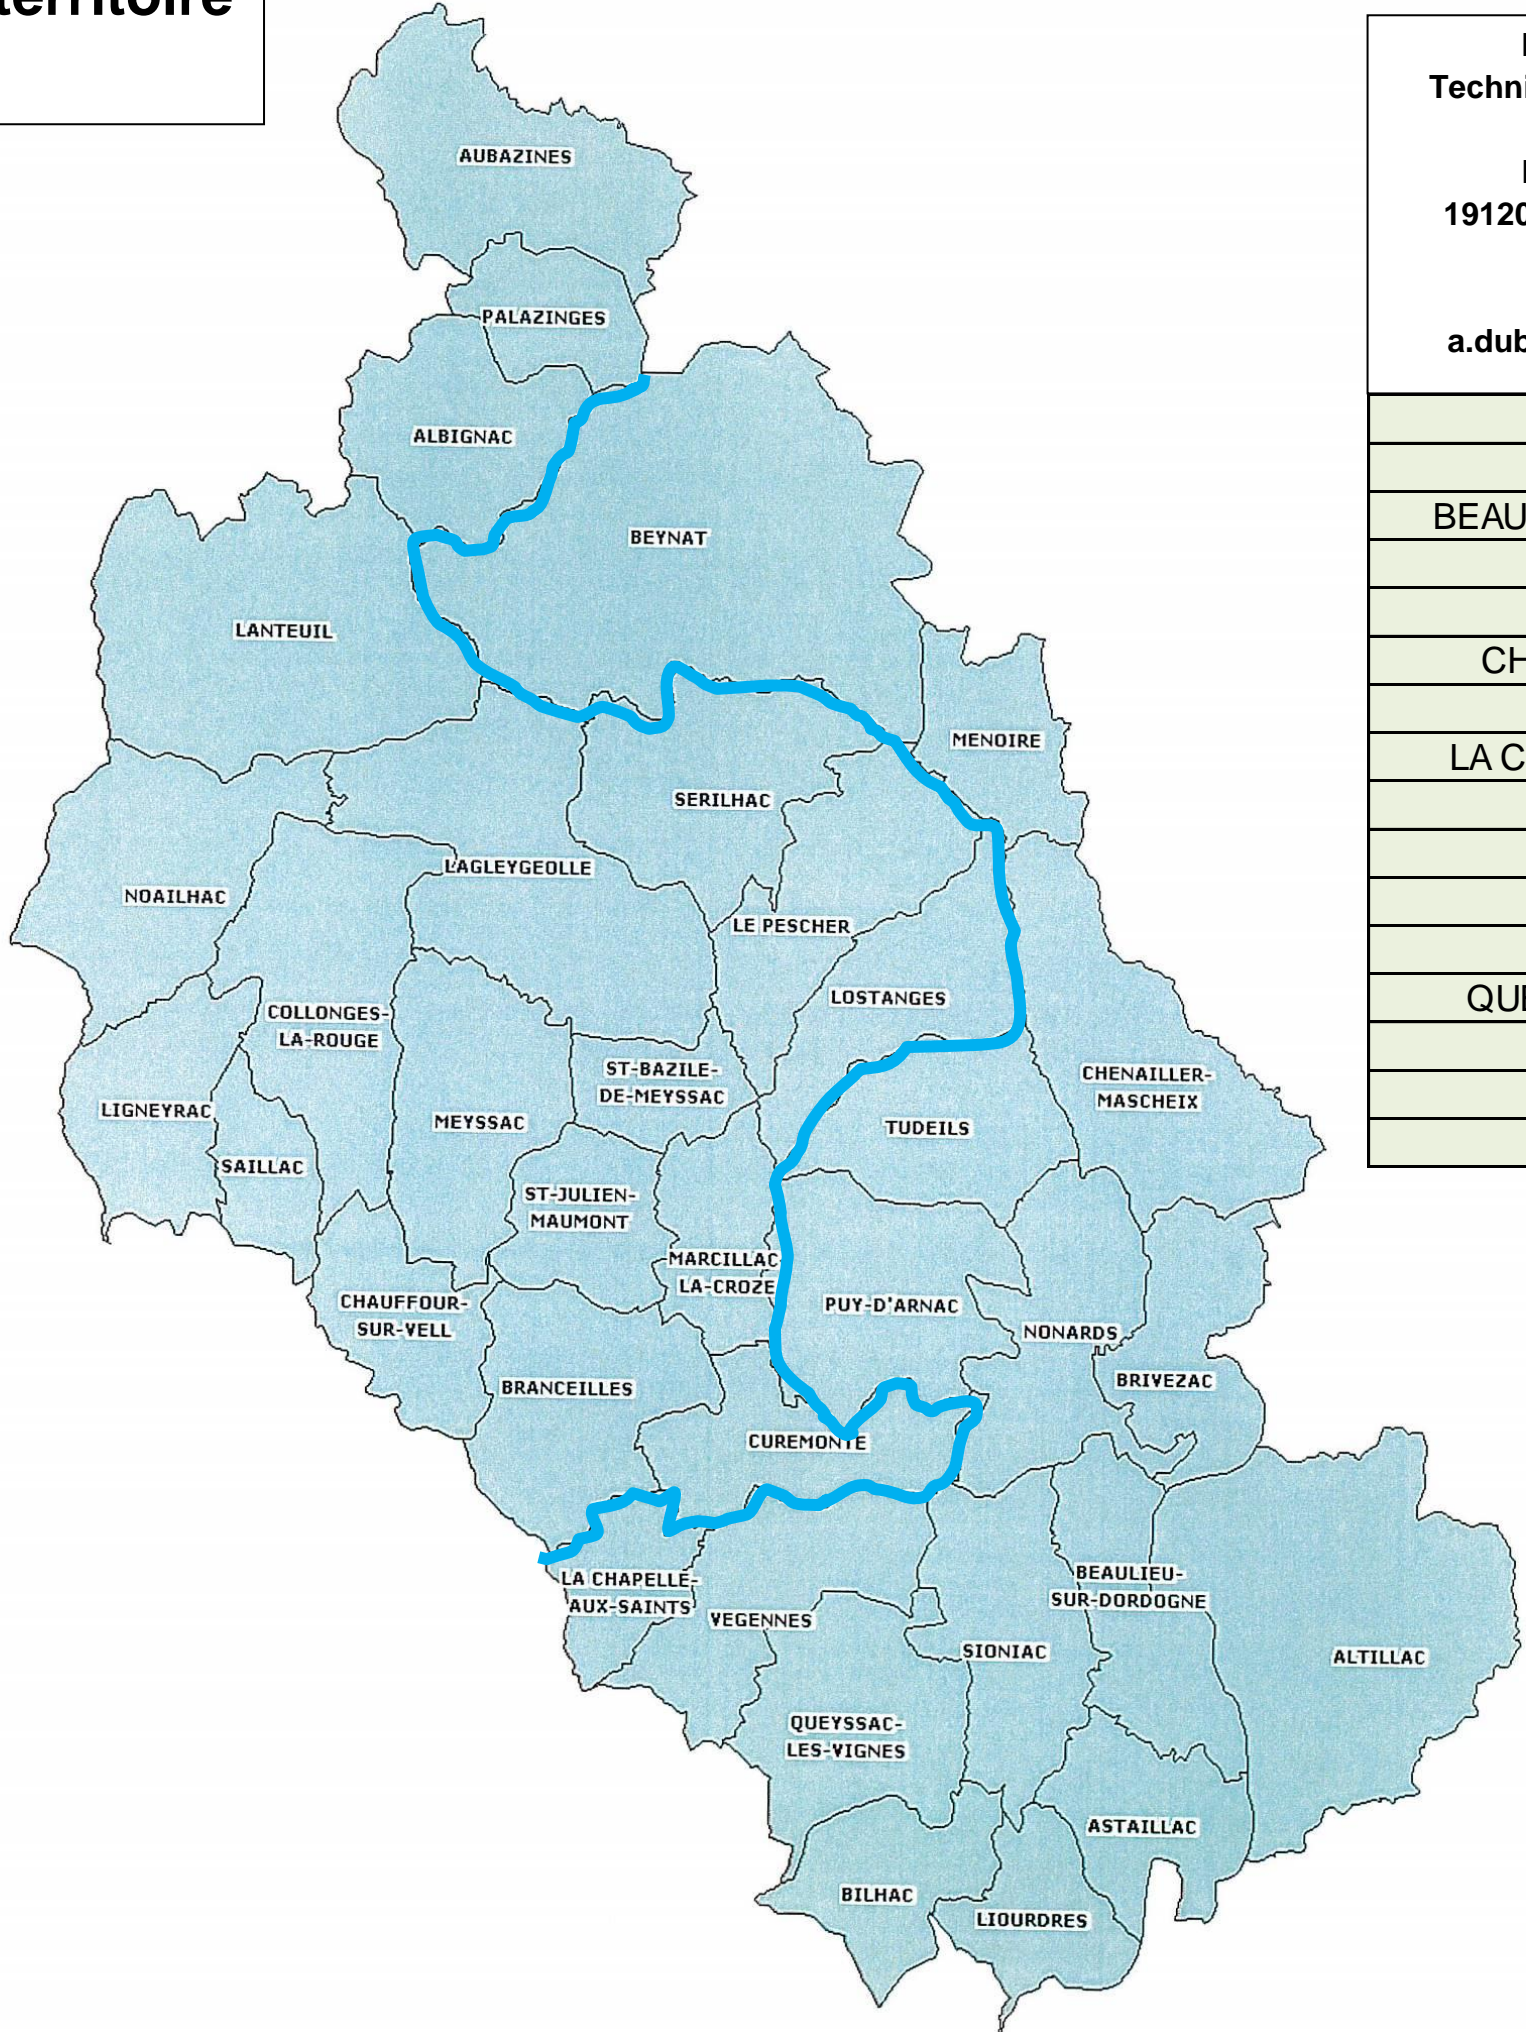 territoire
AUBAZINES
PALAZINGES
ALBIGNAC
BEYNAT
LANTEUIL
MENOIRE
SERILHAC
LAGLEYGEOLLE
NOAILHAC
LE PESCHER
LOSTANGES
COLLONGES-
LA-ROUGE
ST-BAZILE-
DE-MEYSSAC
CHENAILLER-
MASCHEIX
LIGNEYRAC
MEYSSAC
TUDEILS
SAILLAC
ST-JULIEN-
MAUMONT
MARCILLAC
LA-CROZE
CHAUFFOUR-
SUR-VELL
PUY-D'ARNAC
NONARDS
BRANCEILLES
BRIVEZAC
CUREMONTE
LA CHAPELLE-
AUX-SAINTS
VEGENNES
BEAULIEU-
SUR-DORDOGNE
SIONIAC
ALTILLAC
QUEYSSAC-
LES-VIGNES
ASTAILLAC
BILHAC
LIOURDRES
Techni
19120
a.dub
BEAU
CH
LA C
QUE